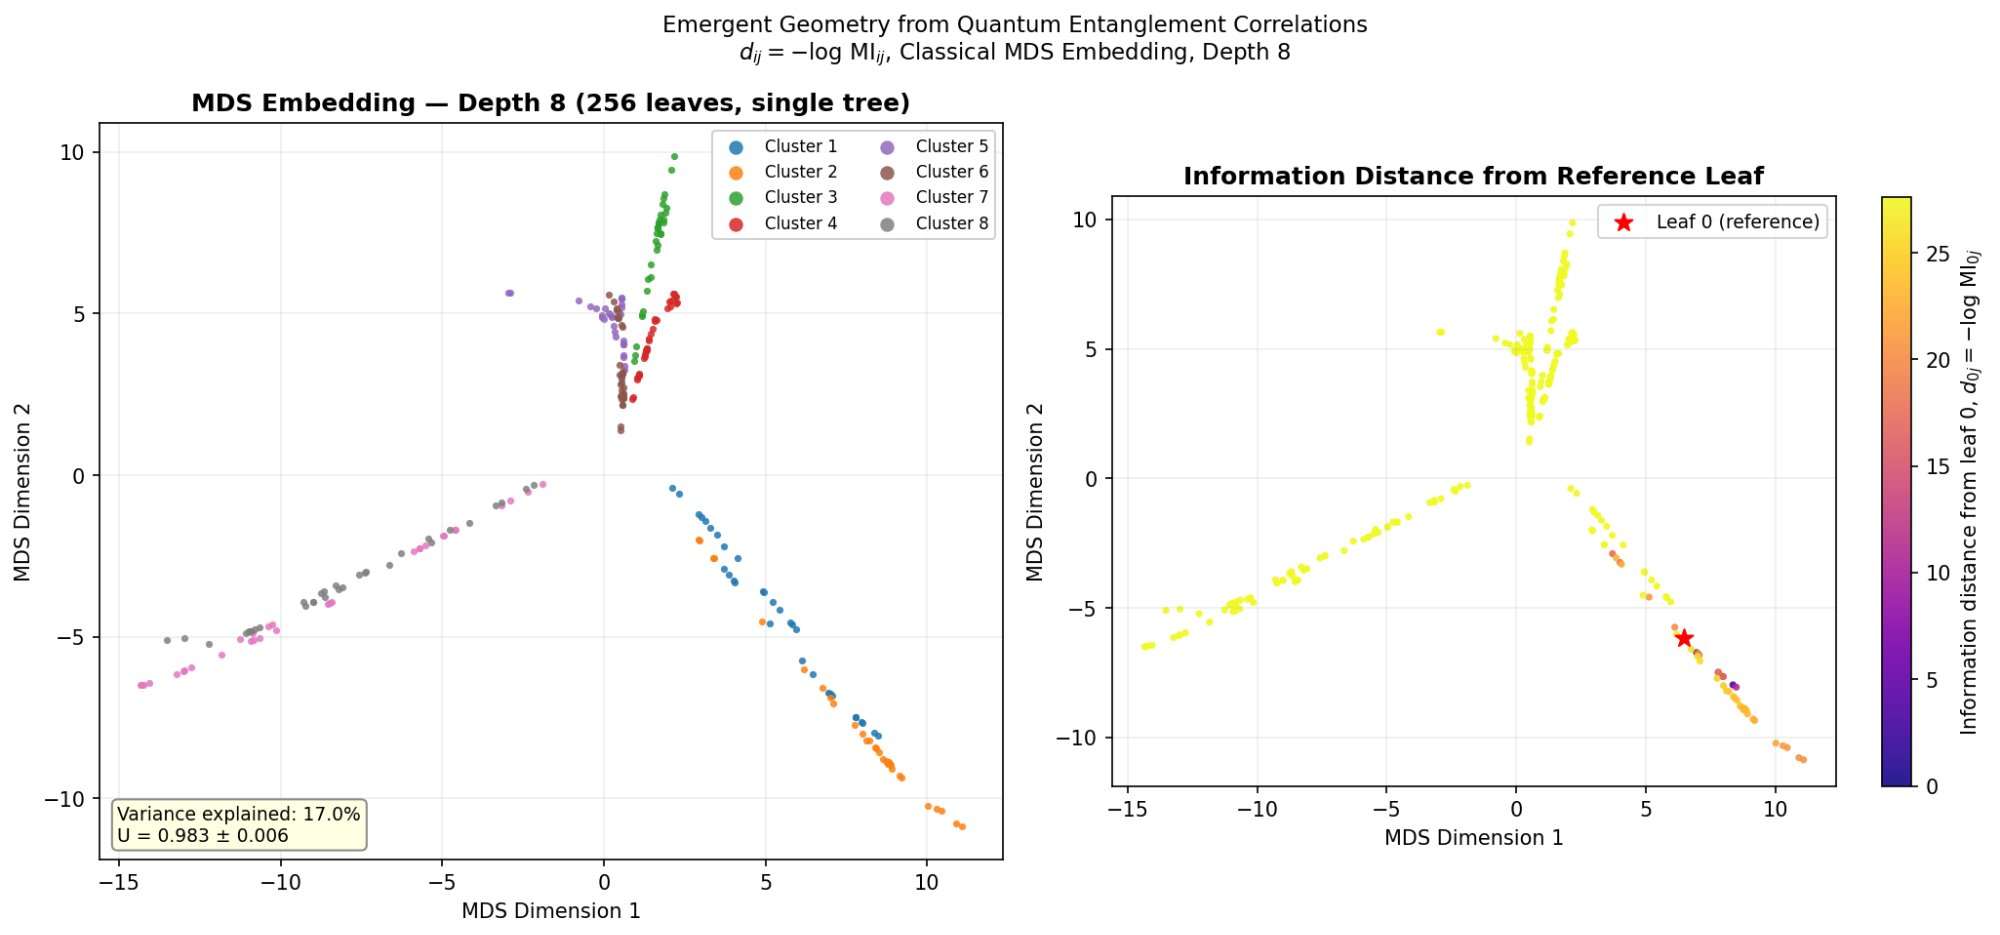 Emergent Geometry from Quantum Entanglement Correlations
d_ij = −log MI_ij, Classical MDS Embedding, Depth 8
MDS Embedding — Depth 8 (256 leaves, single tree)
Cluster 1
Cluster 2
Cluster 3
Cluster 4
Cluster 5
Cluster 6
Cluster 7
Cluster 8
10
5
0
−5
−10
MDS Dimension 2
Variance explained: 17.0%
U = 0.983 ± 0.006
−15
−10
−5
0
5
10
MDS Dimension 1
Information Distance from Reference Leaf
Leaf 0 (reference)
10
5
0
−5
−10
MDS Dimension 2
−15
−10
−5
0
5
10
MDS Dimension 1
25
20
15
10
5
0
Information distance from leaf 0, d_0j = −log MI_0j